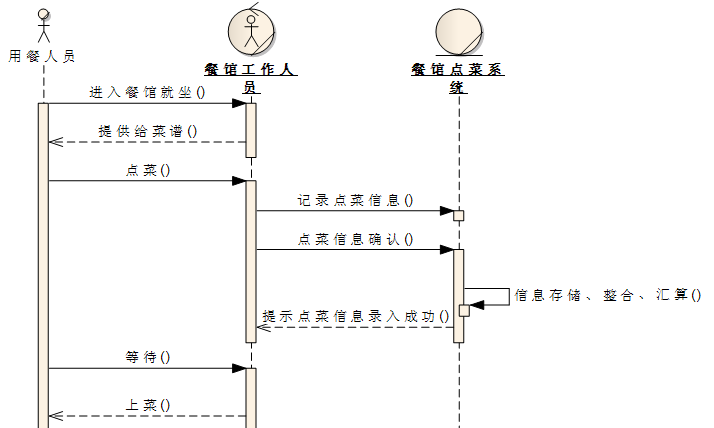 用餐人员
餐馆工作人
员
餐馆点菜系
统
进入餐馆就坐()
提供给菜谱()
点菜()
记录点菜信息()
点菜信息确认()
信息存储、整合、汇算()
提示点菜信息录入成功()
等待()
上菜()